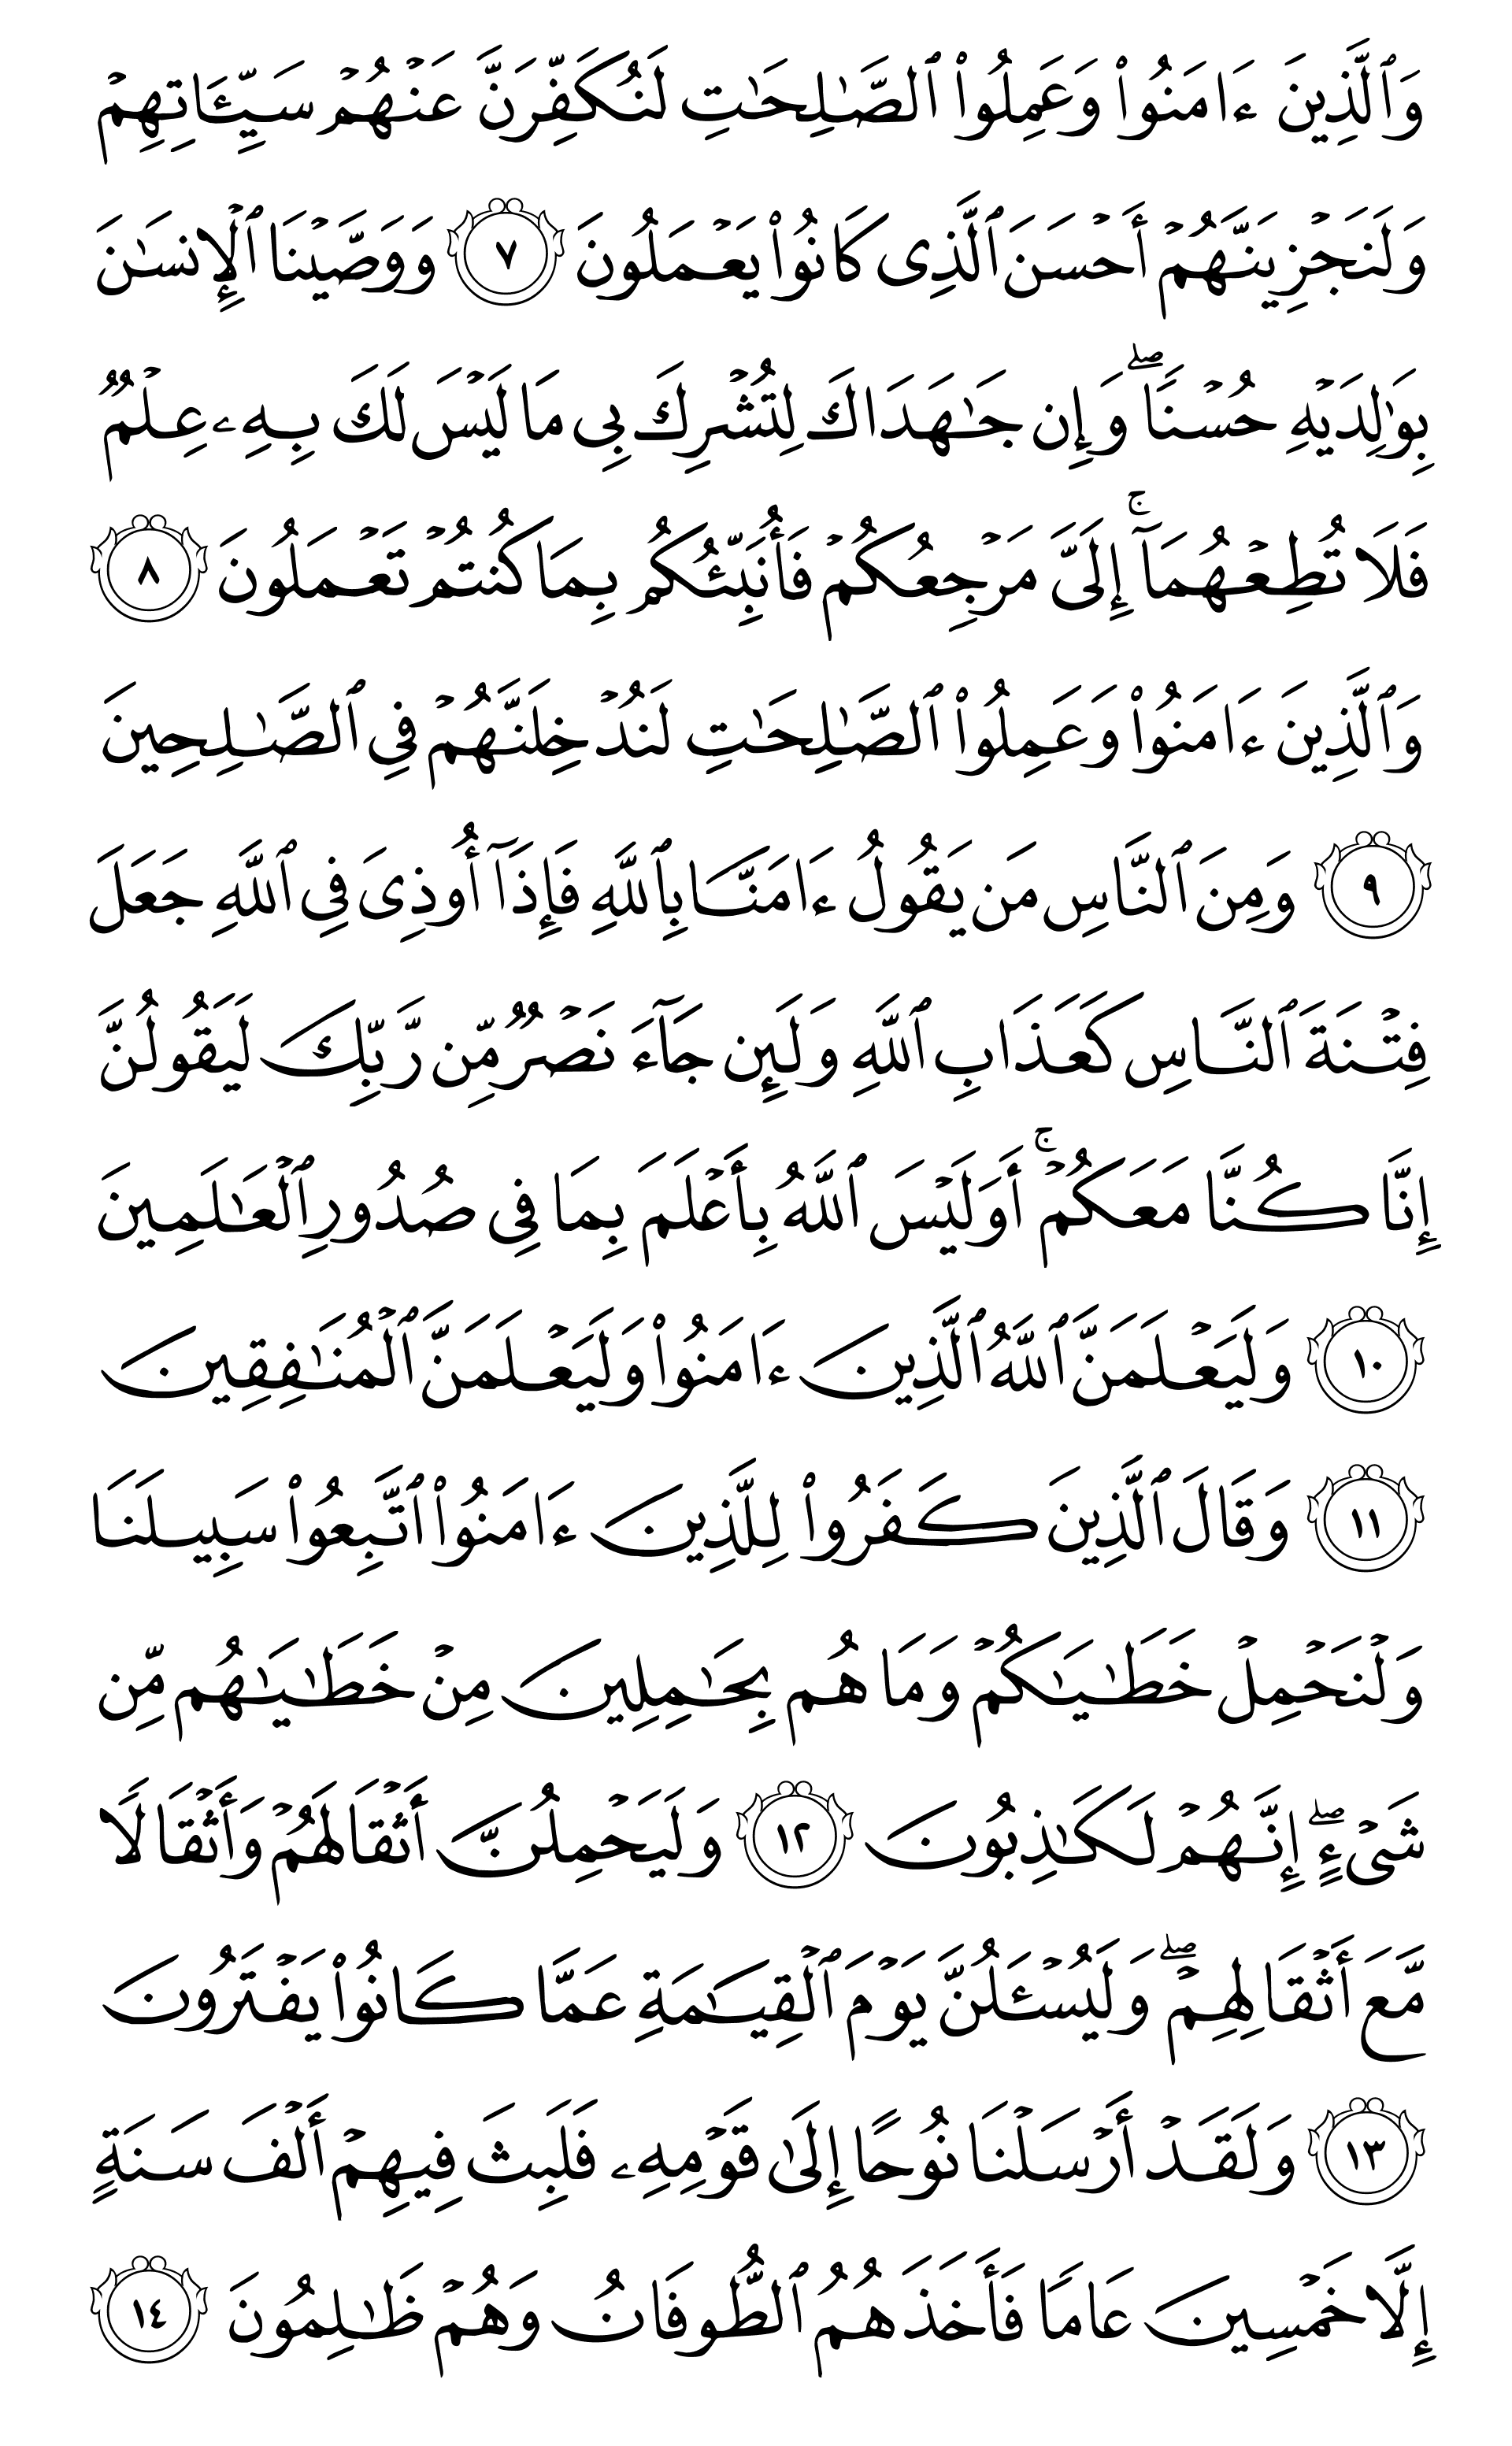 وَٱلَّذِينَ ءَامَنُوا۟ وَعَمِلُوا۟ ٱلصَّـٰلِحَـٰتِ لَنُكَفِّرَنَّ عَنْهُمْ سَيِّـَٔاتِهِمْ
وَلَنَجْزِيَنَّهُمْ أَحْسَنَ ٱلَّذِى كَانُوا۟ يَعْمَلُونَ ٧ وَوَصَّيْنَا ٱلْإِنسَـٰنَ
بِوَٰلِدَيْهِ حُسْنًا ۖ وَإِن جَـٰهَدَاكَ لِتُشْرِكَ بِى مَا لَيْسَ لَكَ بِهِۦ عِلْمٌ
فَلَا تُطِعْهُمَآ ۚ إِلَىَّ مَرْجِعُكُمْ فَأُنَبِّئُكُم بِمَا كُنتُمْ تَعْمَلُونَ ٨
وَٱلَّذِينَ ءَامَنُوا۟ وَعَمِلُوا۟ ٱلصَّـٰلِحَـٰتِ لَنُدْخِلَنَّهُمْ فِى ٱلصَّـٰلِحِينَ
٩ وَمِنَ ٱلنَّاسِ مَن يَقُولُ ءَامَنَّا بِٱللَّهِ فَإِذَآ أُوذِىَ فِى ٱللَّهِ جَعَلَ
فِتْنَةَ ٱلنَّاسِ كَعَذَابِ ٱللَّهِ وَلَئِن جَآءَ نَصْرٌ مِّن رَّبِّكَ لَيَقُولُنَّ
إِنَّا كُنَّا مَعَكُمْ ۚ أَوَلَيْسَ ٱللَّهُ بِأَعْلَمَ بِمَا فِى صُدُورِ ٱلْعَـٰلَمِينَ
١٠ وَلَيَعْلَمَنَّ ٱللَّهُ ٱلَّذِينَ ءَامَنُوا۟ وَلَيَعْلَمَنَّ ٱلْمُنَـٰفِقِينَ
١١ وَقَالَ ٱلَّذِينَ كَفَرُوا۟ لِلَّذِينَ ءَامَنُوا۟ ٱتَّبِعُوا۟ سَبِيلَنَا
وَلْنَحْمِلْ خَطَـٰيَـٰكُمْ وَمَا هُم بِحَـٰمِلِينَ مِنْ خَطَـٰيَـٰهُم مِّن
شَىْءٍ ۖ إِنَّهُمْ لَكَـٰذِبُونَ ١٢ وَلَيَحْمِلُنَّ أَثْقَالَهُمْ وَأَثْقَالًا
مَّعَ أَثْقَالِهِمْ ۖ وَلَيُسْـَٔلُنَّ يَوْمَ ٱلْقِيَـٰمَةِ عَمَّا كَانُوا۟ يَفْتَرُونَ
١٣ وَلَقَدْ أَرْسَلْنَا نُوحًا إِلَىٰ قَوْمِهِۦ فَلَبِثَ فِيهِمْ أَلْفَ سَنَةٍ
إِلَّا خَمْسِينَ عَامًا فَأَخَذَهُمُ ٱلطُّوفَانُ وَهُمْ ظَـٰلِمُونَ ١٤